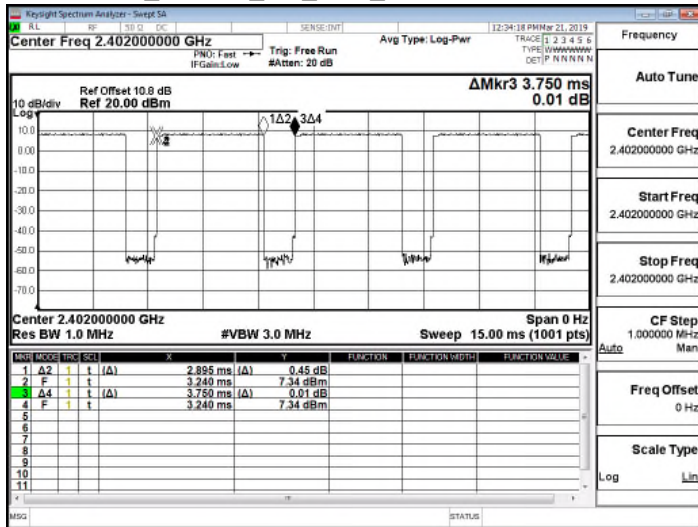 Keysight Spectrum Analyzer - Swept SA
RL RF 50 Ω DC SENSE:INT 12:34:18 PM Mar 21, 2019
Center Freq 2.402000000 GHz
PNO: Fast
IFGain:Low
Trig: Free Run
#Atten: 20 dB
Avg Type: Log-Pwr
TRACE 1 2 3 4 5 6
TYPE WWWWWW
DET P N N N N N
Ref Offset 10.8 dB
Ref 20.00 dBm
10 dB/div
Log
ΔMkr3 3.750 ms
0.01 dB
1Δ2 3Δ4
10.0
0.00
-10.0
-20.0
-30.0
-40.0
-50.0
-60.0
-70.0
Center 2.402000000 GHz Span 0 Hz
Res BW 1.0 MHz #VBW 3.0 MHz Sweep 15.00 ms (1001 pts)
MKR MODE TRC SCL X Y FUNCTION FUNCTION WIDTH FUNCTION VALUE
1 Δ2 1 t (Δ) 2.895 ms (Δ) 0.45 dB
2 F 1 t 3.240 ms 7.34 dBm
3 Δ4 1 t (Δ) 3.750 ms (Δ) 0.01 dB
4 F 1 t 3.240 ms 7.34 dBm
5
6
7
8
9
10
11
MSG STATUS
Frequency
Auto Tune
Center Freq
2.402000000 GHz
Start Freq
2.402000000 GHz
Stop Freq
2.402000000 GHz
CF Step
1.000000 MHz
Auto Man
Freq Offset
0 Hz
Scale Type
Log Lin